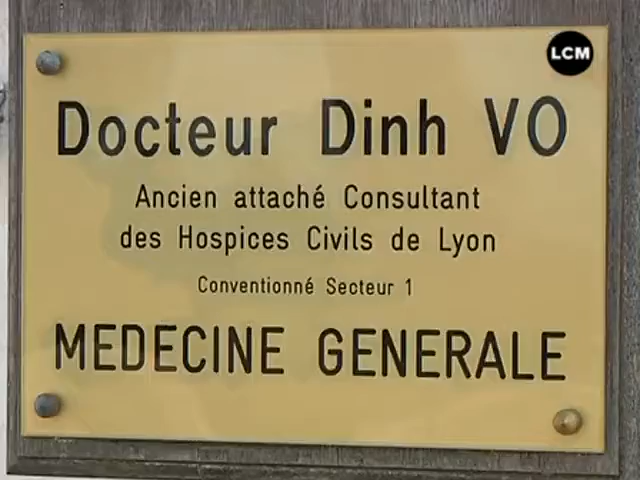 LCM
Docteur Dinh VO
Ancien attaché Consultant
des Hospices Civils de Lyon
Conventionné Secteur 1
MEDECINE GENERALE